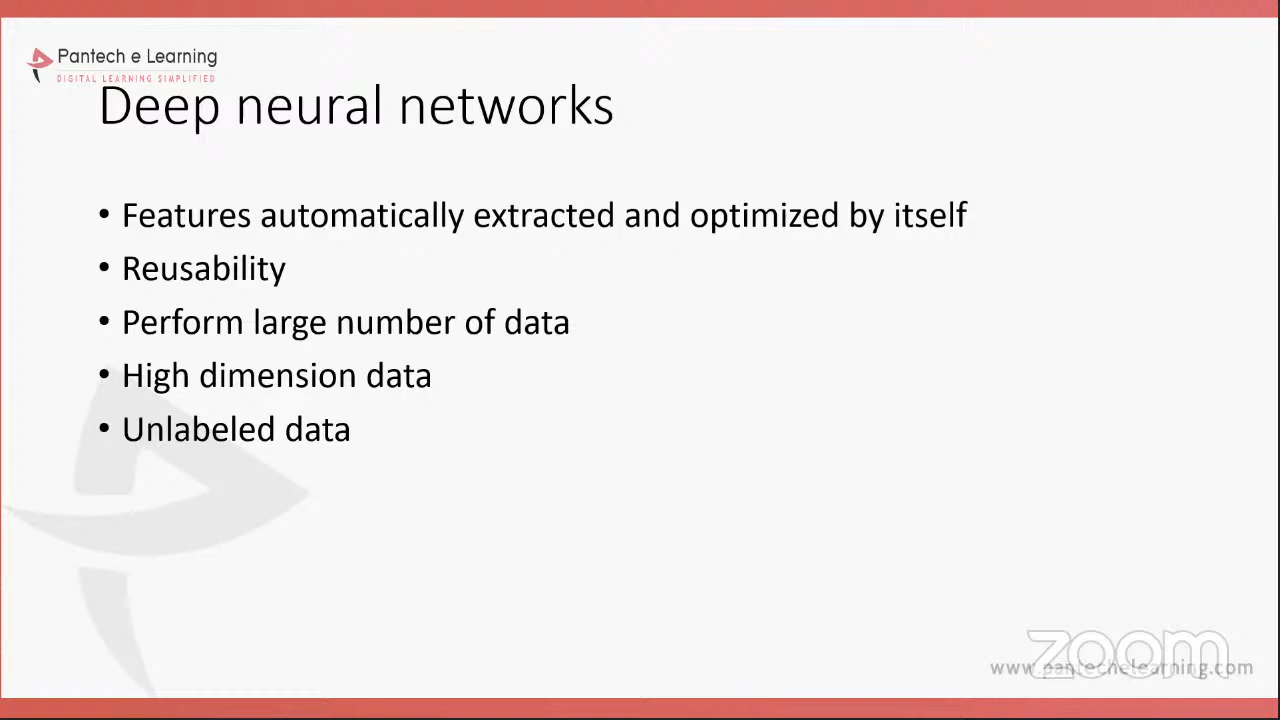 Pantech e Learning
DIGITAL LEARNING SIMPLIFIED
Deep neural networks
• Features automatically extracted and optimized by itself
• Reusability
• Perform large number of data
• High dimension data
• Unlabeled data
zoom
www.pantechelearning.com